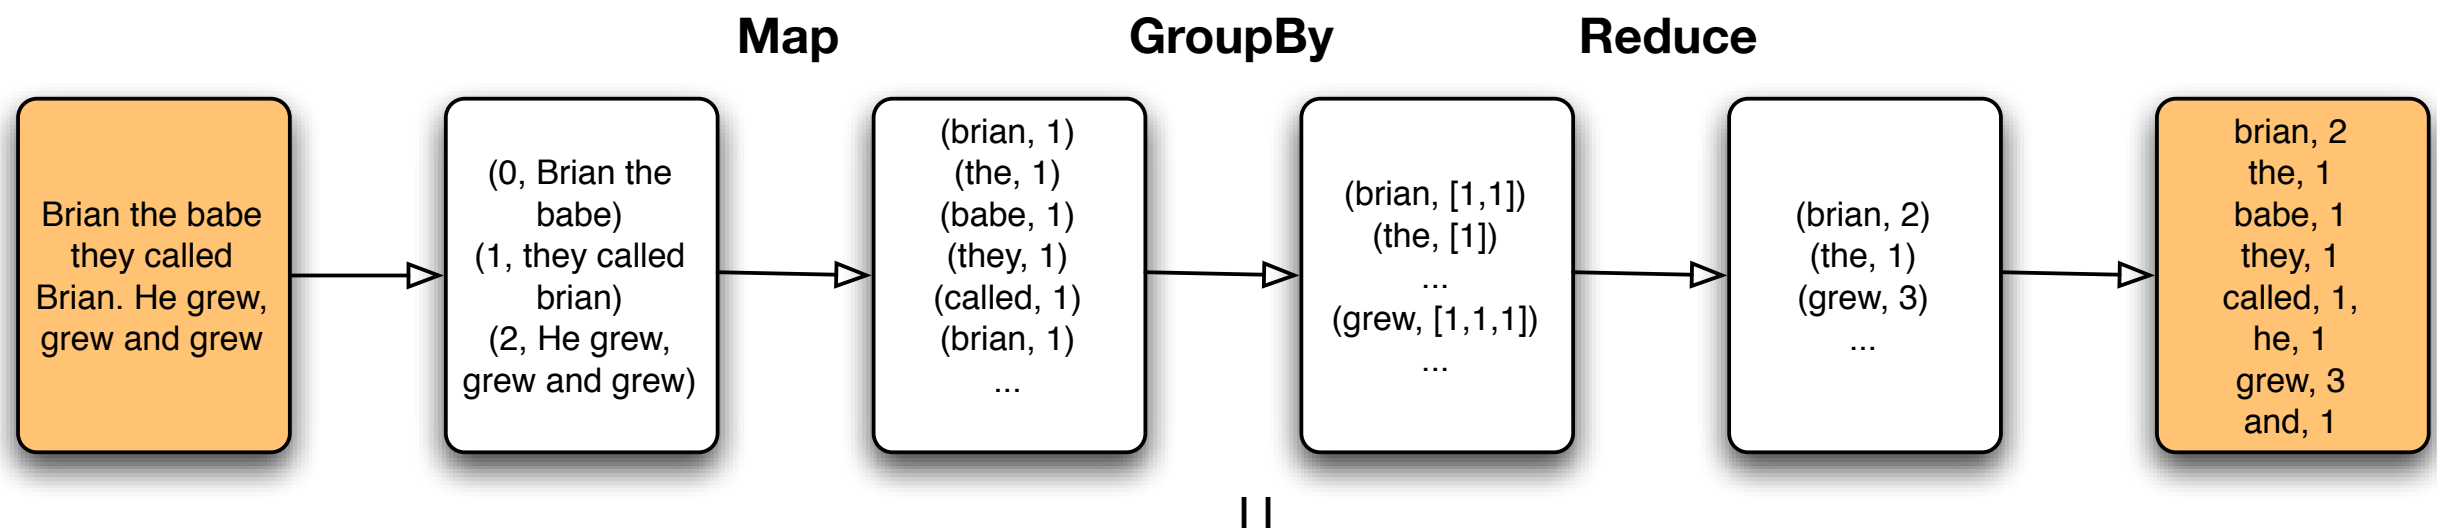 Map
GroupBy
Reduce
Brian the babe
they called
Brian. He grew,
grew and grew
(0, Brian the
babe)
(1, they called
brian)
(2, He grew,
grew and grew)
(brian, 1)
(the, 1)
(babe, 1)
(they, 1)
(called, 1)
(brian, 1)
...
(brian, [1,1])
(the, [1])
...
(grew, [1,1,1])
...
(brian, 2)
(the, 1)
(grew, 3)
...
brian, 2
the, 1
babe, 1
they, 1
called, 1,
he, 1
grew, 3
and, 1